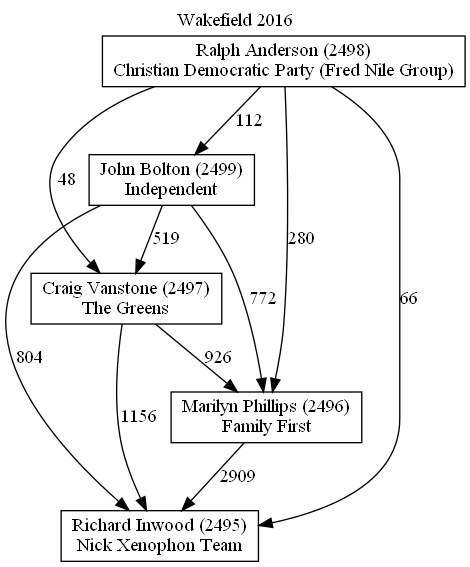 Wakefield 2016
Ralph Anderson (2498)
Christian Democratic Party (Fred Nile Group)
112
John Bolton (2499)
Independent
48
519
280
Craig Vanstone (2497)
The Greens
772
66
804
926
1156
Marilyn Phillips (2496)
Family First
2909
Richard Inwood (2495)
Nick Xenophon Team